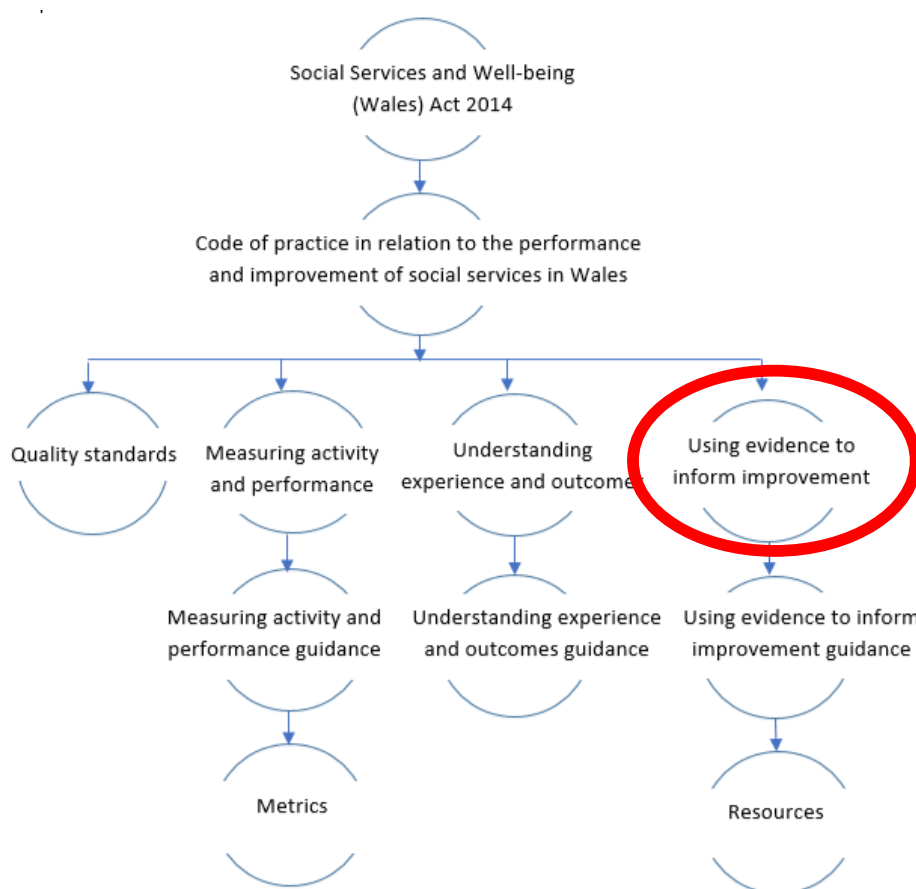 Social Services and Well-being
(Wales) Act 2014
Code of practice in relation to the performance
and improvement of social services in Wales
Quality standards
Measuring activity
and performance
Understanding
experience and outcomes
Using evidence to
inform improvement
Measuring activity and
performance guidance
Understanding experience
and outcomes guidance
Using evidence to inform
improvement guidance
Metrics
Resources